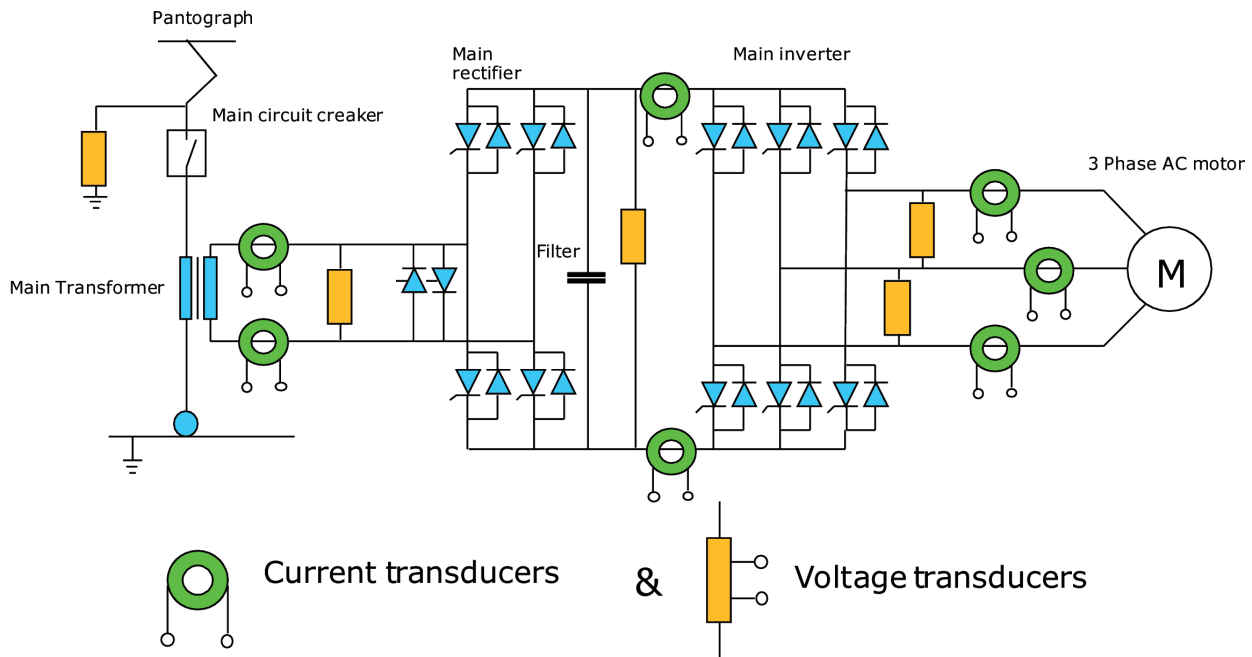 Pantograph
Main
rectifier
Main inverter
Main circuit creaker
3 Phase AC motor
Filter
Main Transformer
M
Current transducers & Voltage transducers